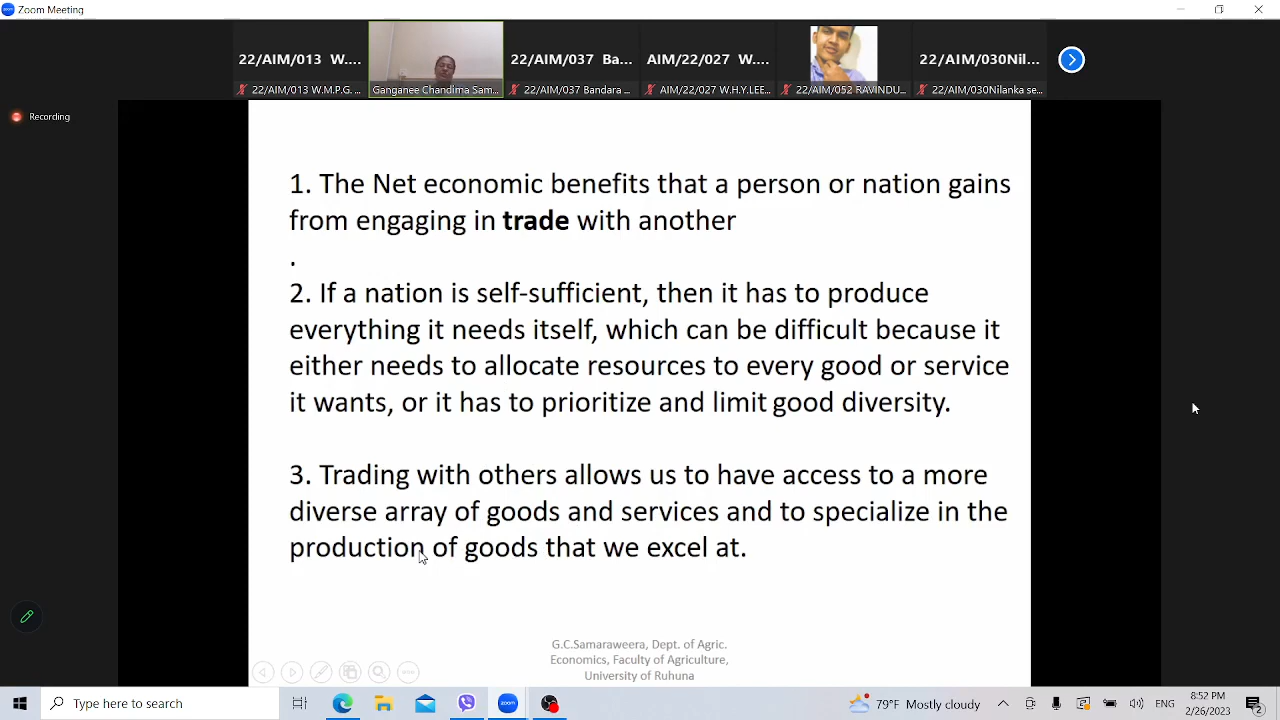 Zoom Meeting
22/AIM/013 W....
22/AIM/037 Ba...
AIM/22/027 W....
22/AIM/030Nil...
22/AIM/013 W.M.P.G. ...
Ganganee Chandima Sam...
22/AIM/037 Bandara ...
AIM/22/027 W.H.Y.LEE...
22/AIM/052 RAVINDU...
22/AIM/030Nilanka se...
Recording
1. The Net economic benefits that a person or nation gains
from engaging in trade with another
.
2. If a nation is self-sufficient, then it has to produce
everything it needs itself, which can be difficult because it
either needs to allocate resources to every good or service
it wants, or it has to prioritize and limit good diversity.
3. Trading with others allows us to have access to a more
diverse array of goods and services and to specialize in the
production of goods that we excel at.
G.C.Samaraweera, Dept. of Agric.
Economics, Faculty of Agriculture,
University of Ruhuna
Type here to search
79°F Mostly cloudy
8:52 PM
2/26/2023
2